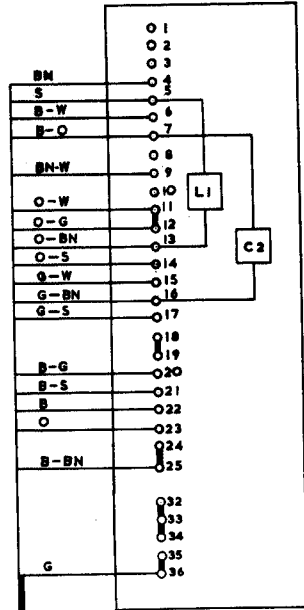 1
2
3
BN 4
S 5
B-W 6
B-O 7
8
BN-W 9
10 L1
O-W 11
O-G 12
O-BN 13 C2
O-S 14
G-W 15
G-BN 16
G-S 17
18
19
B-G 20
B-S 21
B 22
O 23
24
B-BN 25
32
33
34
35
G 36